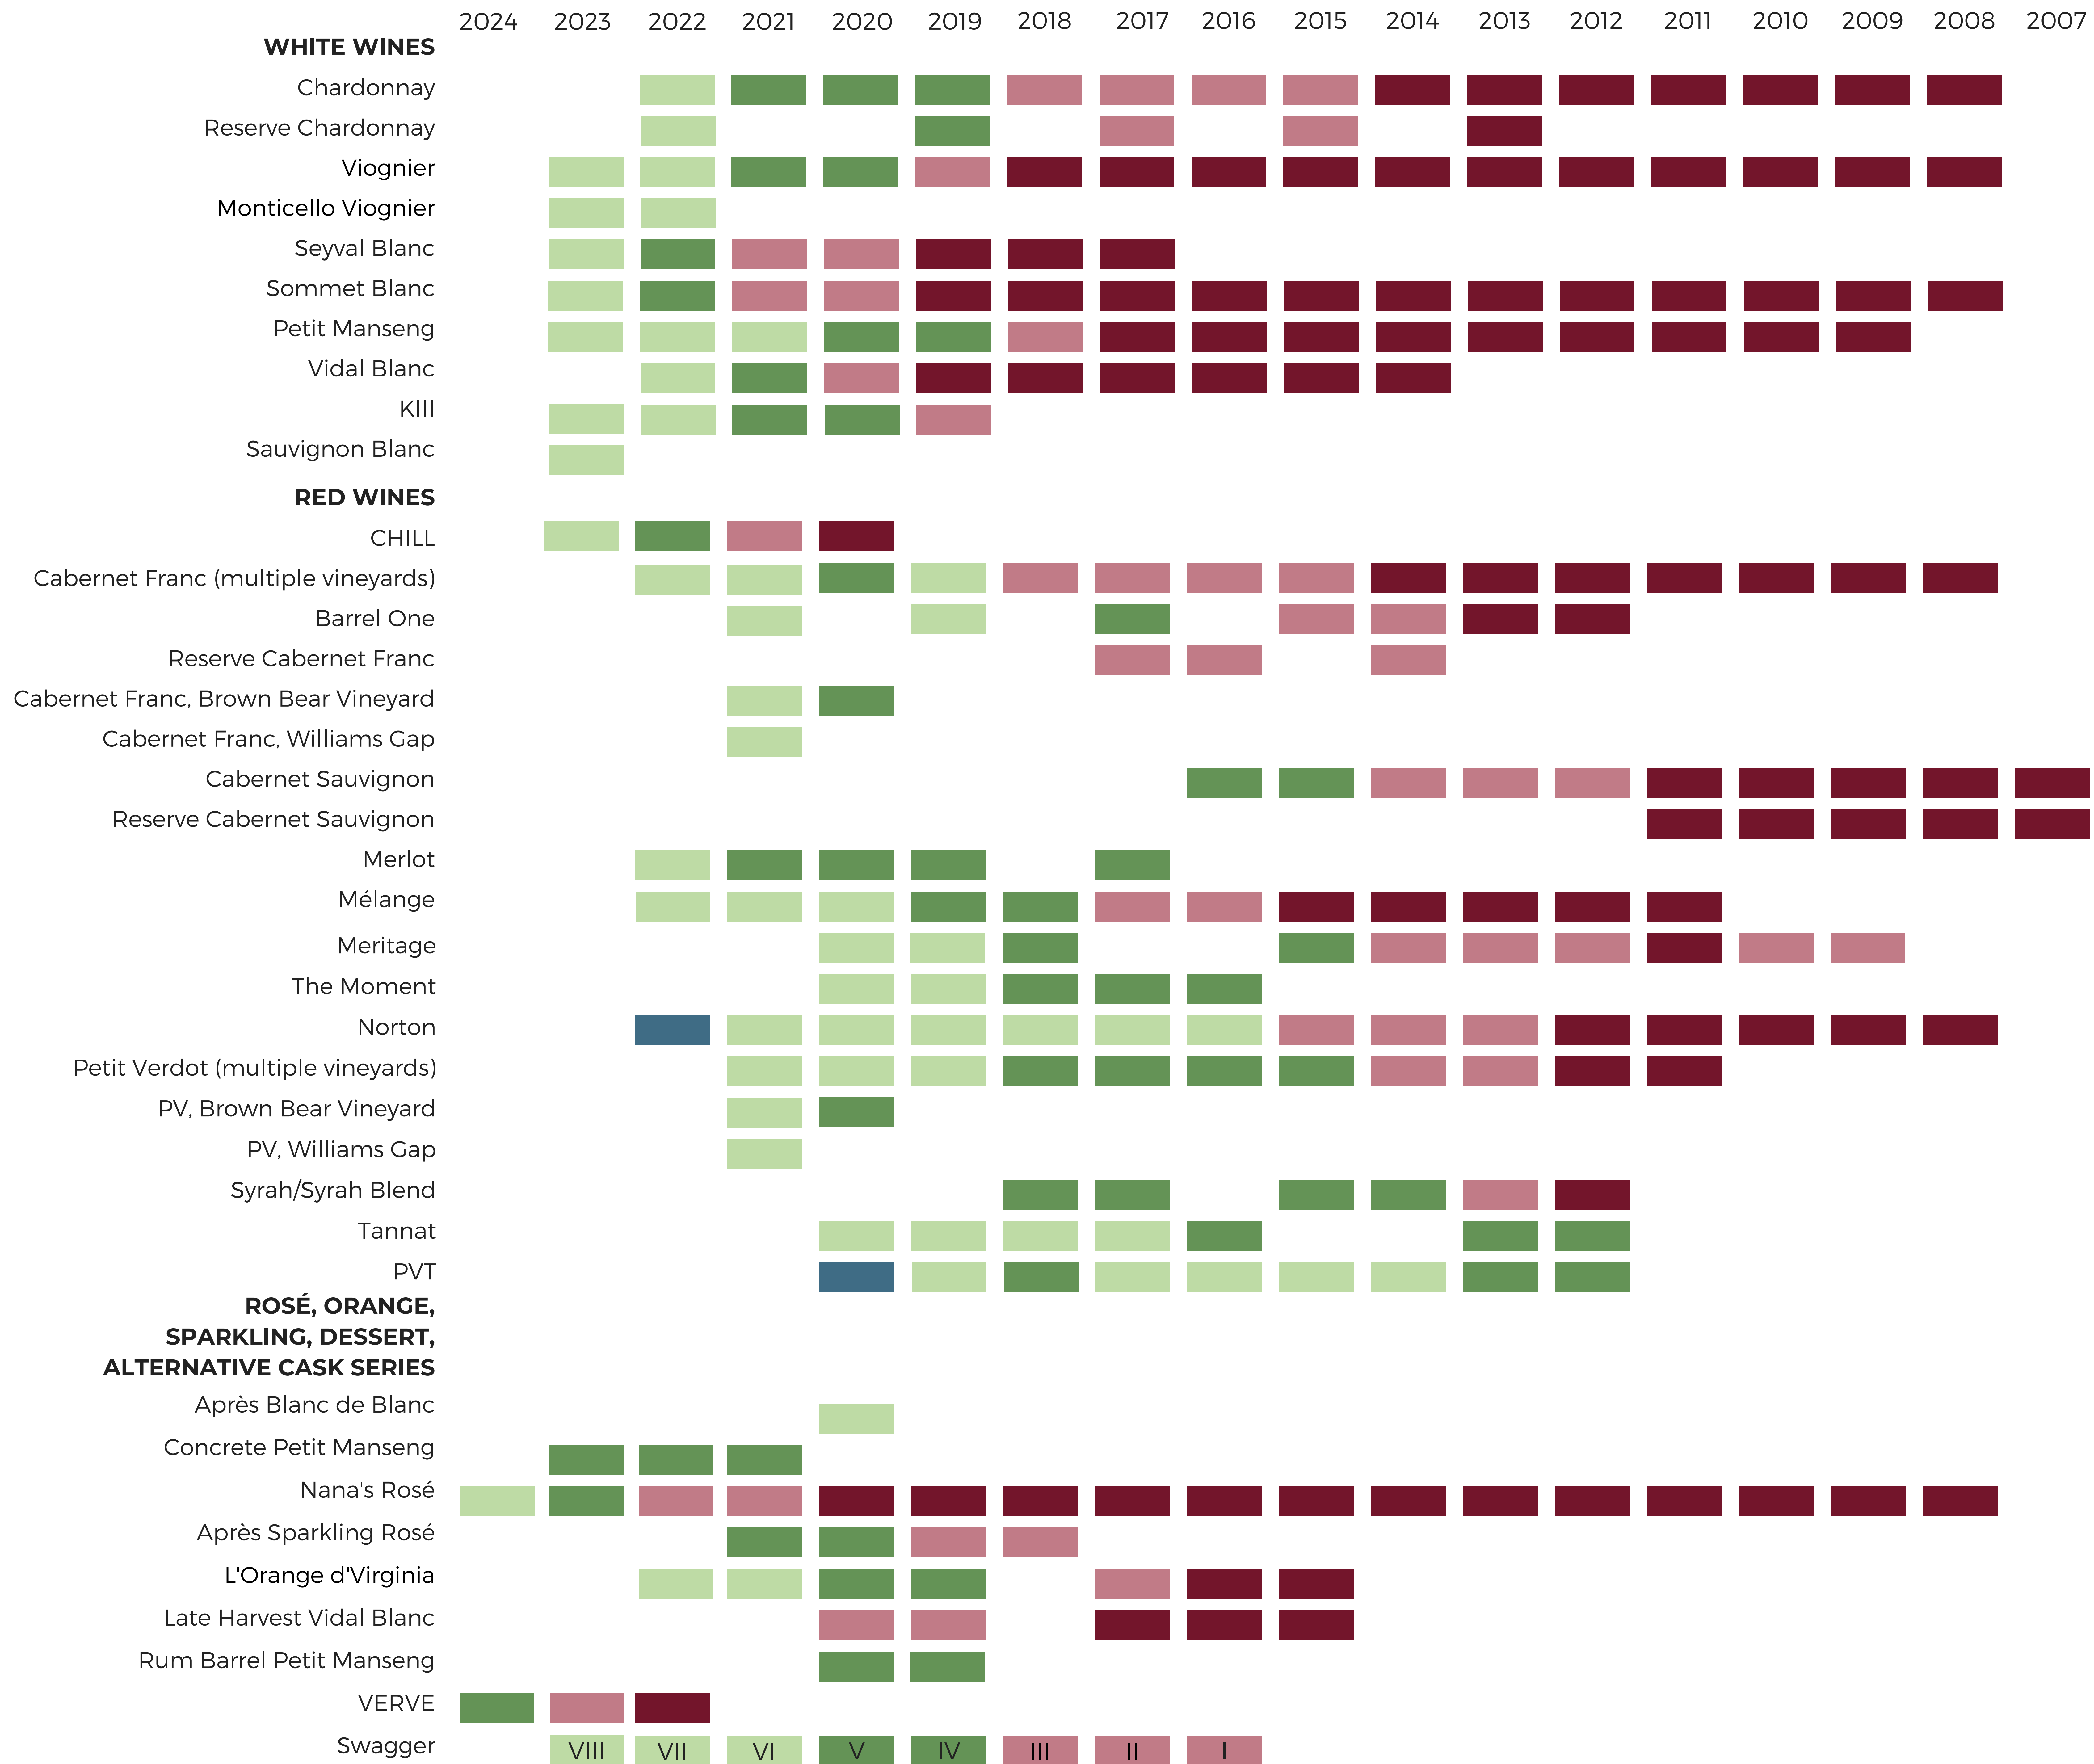 2024 2023 2022 2021 2020 2019 2018 2017 2016 2015 2014 2013 2012 2011 2010 2009 2008 2007
WHITE WINES
Chardonnay
Reserve Chardonnay
Viognier
Monticello Viognier
Seyval Blanc
Sommet Blanc
Petit Manseng
Vidal Blanc
KIII
Sauvignon Blanc
RED WINES
CHILL
Cabernet Franc (multiple vineyards)
Barrel One
Reserve Cabernet Franc
Cabernet Franc, Brown Bear Vineyard
Cabernet Franc, Williams Gap
Cabernet Sauvignon
Reserve Cabernet Sauvignon
Merlot
Mélange
Meritage
The Moment
Norton
Petit Verdot (multiple vineyards)
PV, Brown Bear Vineyard
PV, Williams Gap
Syrah/Syrah Blend
Tannat
PVT
ROSÉ, ORANGE,
SPARKLING, DESSERT,
ALTERNATIVE CASK SERIES
Après Blanc de Blanc
Concrete Petit Manseng
Nana's Rosé
Après Sparkling Rosé
L'Orange d'Virginia
Late Harvest Vidal Blanc
Rum Barrel Petit Manseng
VERVE
Swagger VIII VII VI V IV III II I